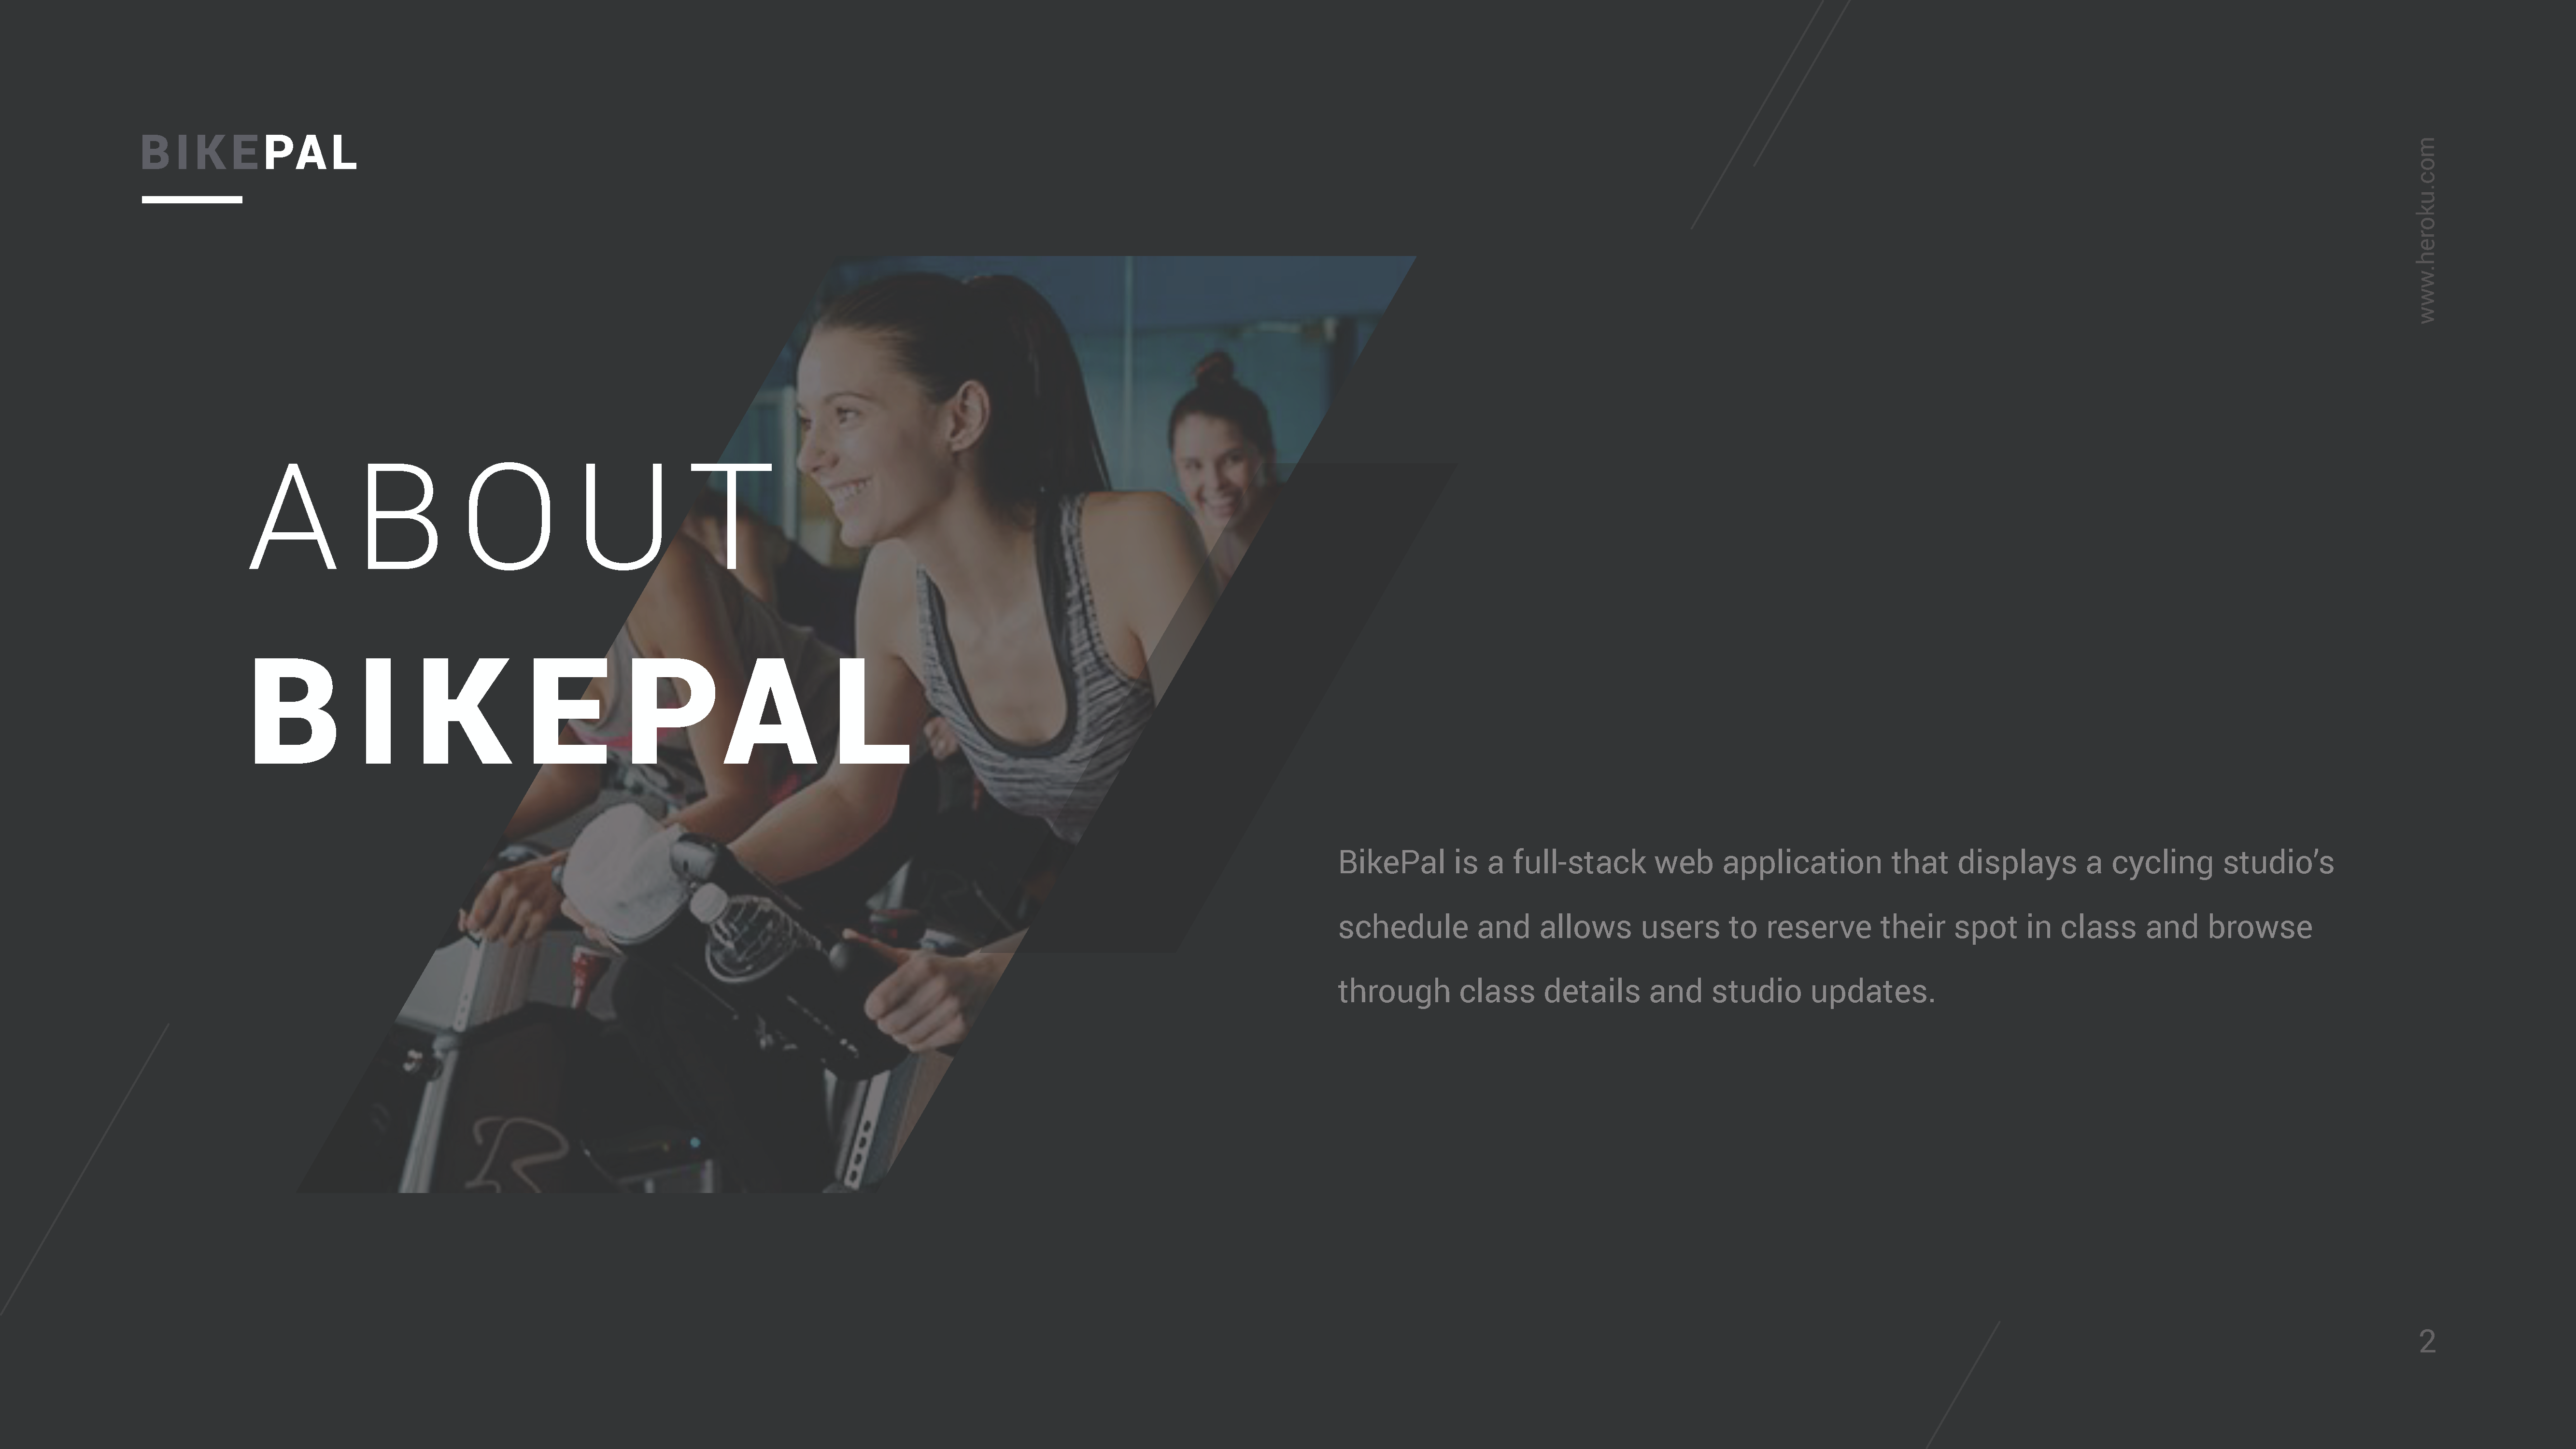 BIKEPAL
www.heroku.com
ABOUT
BIKEPAL
BikePal is a full-stack web application that displays a cycling studio’s
schedule and allows users to reserve their spot in class and browse
through class details and studio updates.
R
2